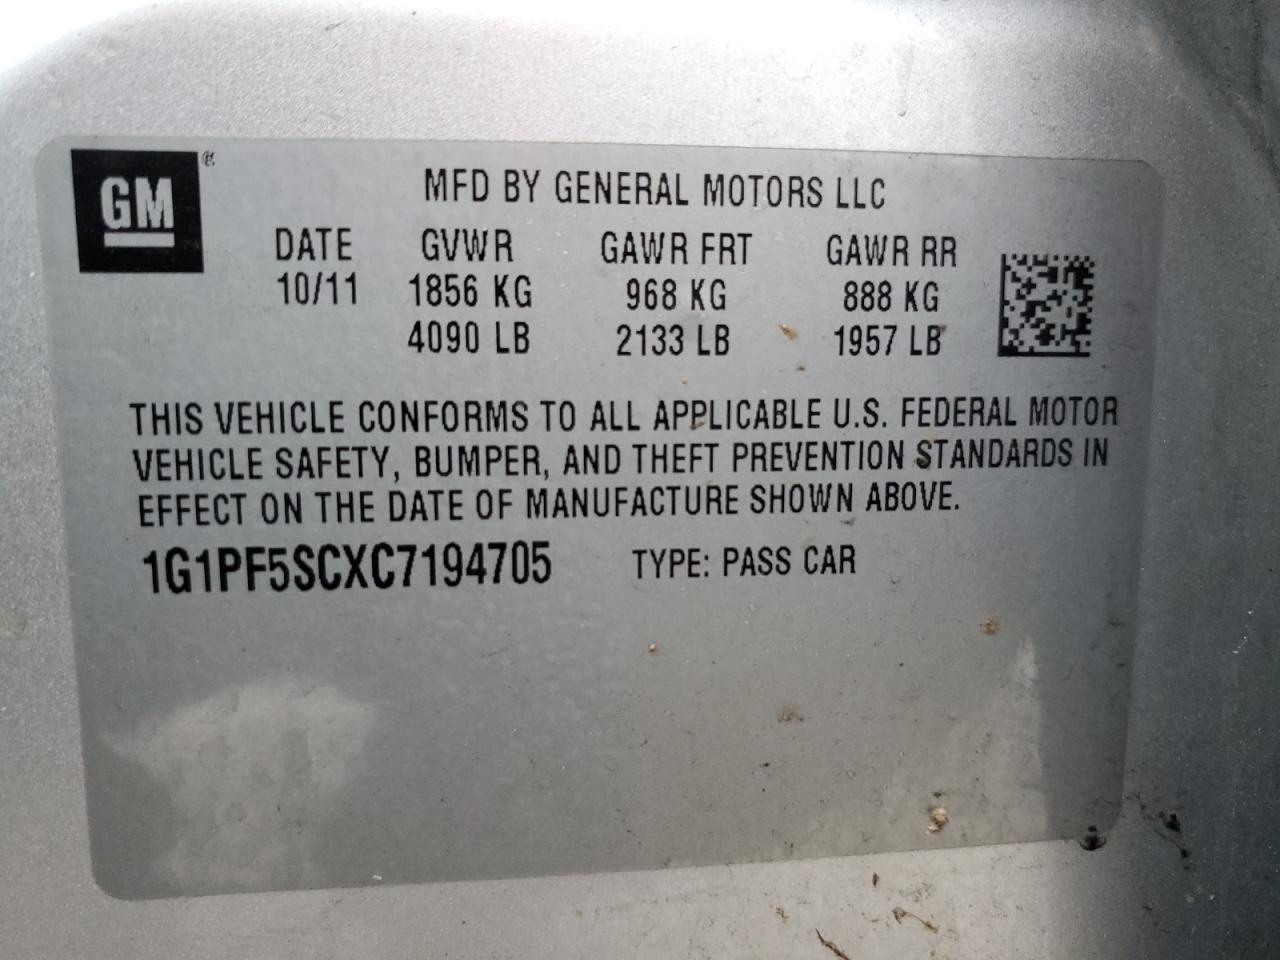 GM®
MFD BY GENERAL MOTORS LLC
DATE GVWR GAWR FRT GAWR RR
10/11 1856 KG 968 KG 888 KG
4090 LB 2133 LB 1957 LB
THIS VEHICLE CONFORMS TO ALL APPLICABLE U.S. FEDERAL MOTOR
VEHICLE SAFETY, BUMPER, AND THEFT PREVENTION STANDARDS IN
EFFECT ON THE DATE OF MANUFACTURE SHOWN ABOVE.
1G1PF5SCXC7194705 TYPE: PASS CAR